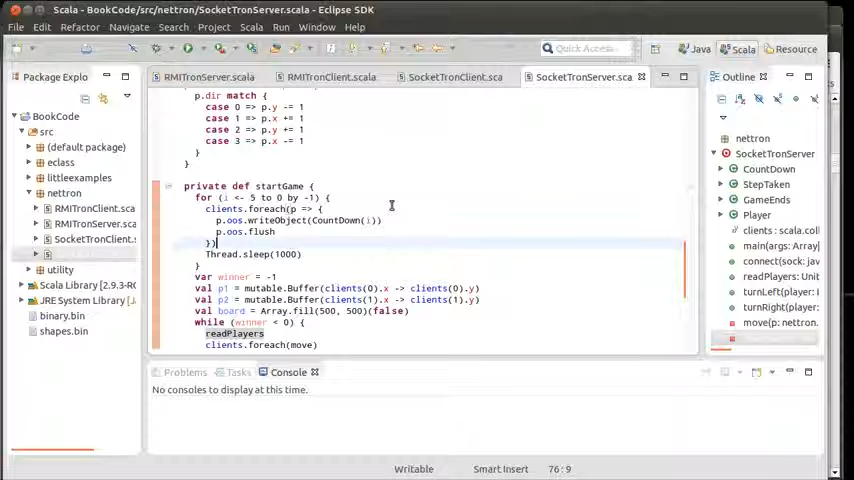 Scala - BookCode/src/nettron/SocketTronServer.scala - Eclipse SDK
File Edit Refactor Navigate Search Project Scala Run Window Help
Quick Access
Java
Scala
Resource
Package Explo
RMITronServer.scala
RMITronClient.scala
SocketTronClient.sca
SocketTronServer.sca
Outline
BookCode
src
(default package)
eclass
littleexamples
nettron
RMITronClient.sca
RMITronServer.sca
SocketTronClient.s
utility
Scala Library [2.9.3-
JRE System Library [
binary.bin
shapes.bin
p.dir match {
case 0 => p.y -= 1
case 1 => p.x += 1
case 2 => p.y += 1
case 3 => p.x -= 1
}
}
private def startGame {
for (i <- 5 to 0 by -1) {
clients.foreach(p => {
p.oos.writeObject(CountDown(i))
p.oos.flush
})
Thread.sleep(1000)
}
var winner = -1
val p1 = mutable.Buffer(clients(0).x -> clients(0).y)
val p2 = mutable.Buffer(clients(1).x -> clients(1).y)
val board = Array.fill(500, 500)(false)
while (winner < 0) {
readPlayers
clients.foreach(move)
nettron
SocketTronServer
CountDown
StepTaken
GameEnds
Player
clients: scala.coll
main(args: Array[
connect(sock: jav
readPlayers: Unit
turnLeft(player: 
turnRight(player:
move(p: nettron.
Problems
Tasks
Console
No consoles to display at this time.
Writable
Smart Insert
76 : 9